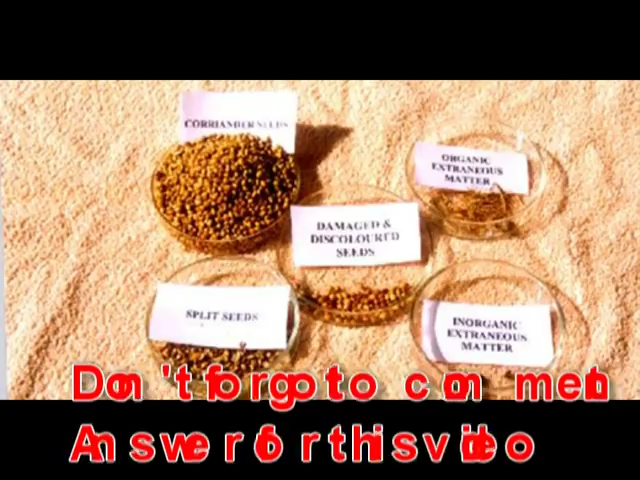 CORRIANDER SEEDS
ORGANIC
EXTRANEOUS
MATTER
DAMAGED &
DISCOLOURED
SEEDS
SPLIT SEEDS
INORGANIC
EXTRANEOUS
MATTER
Don't forgot to comment
Answer for this video